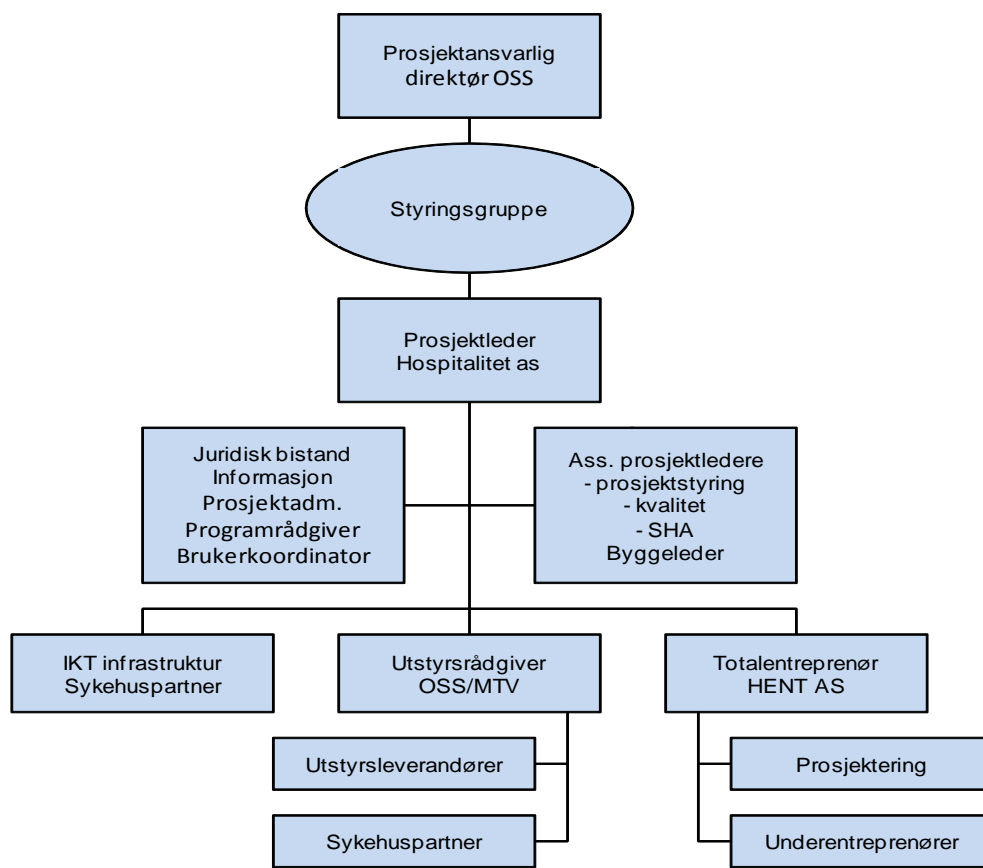 Prosjektansvarlig
direktør OSS
Styringsgruppe
Prosjektleder
Hospitalitet as
Juridisk bistand
Informasjon
Prosjektadm.
Programrådgiver
Brukerkoordinator
Ass. prosjektledere
- prosjektstyring
- kvalitet
- SHA
Byggeleder
IKT infrastruktur
Sykehuspartner
Utstyrsrådgiver
OSS/MTV
Totalentreprenør
HENT AS
Utstyrsleverandører
Sykehuspartner
Prosjektering
Underentreprenører